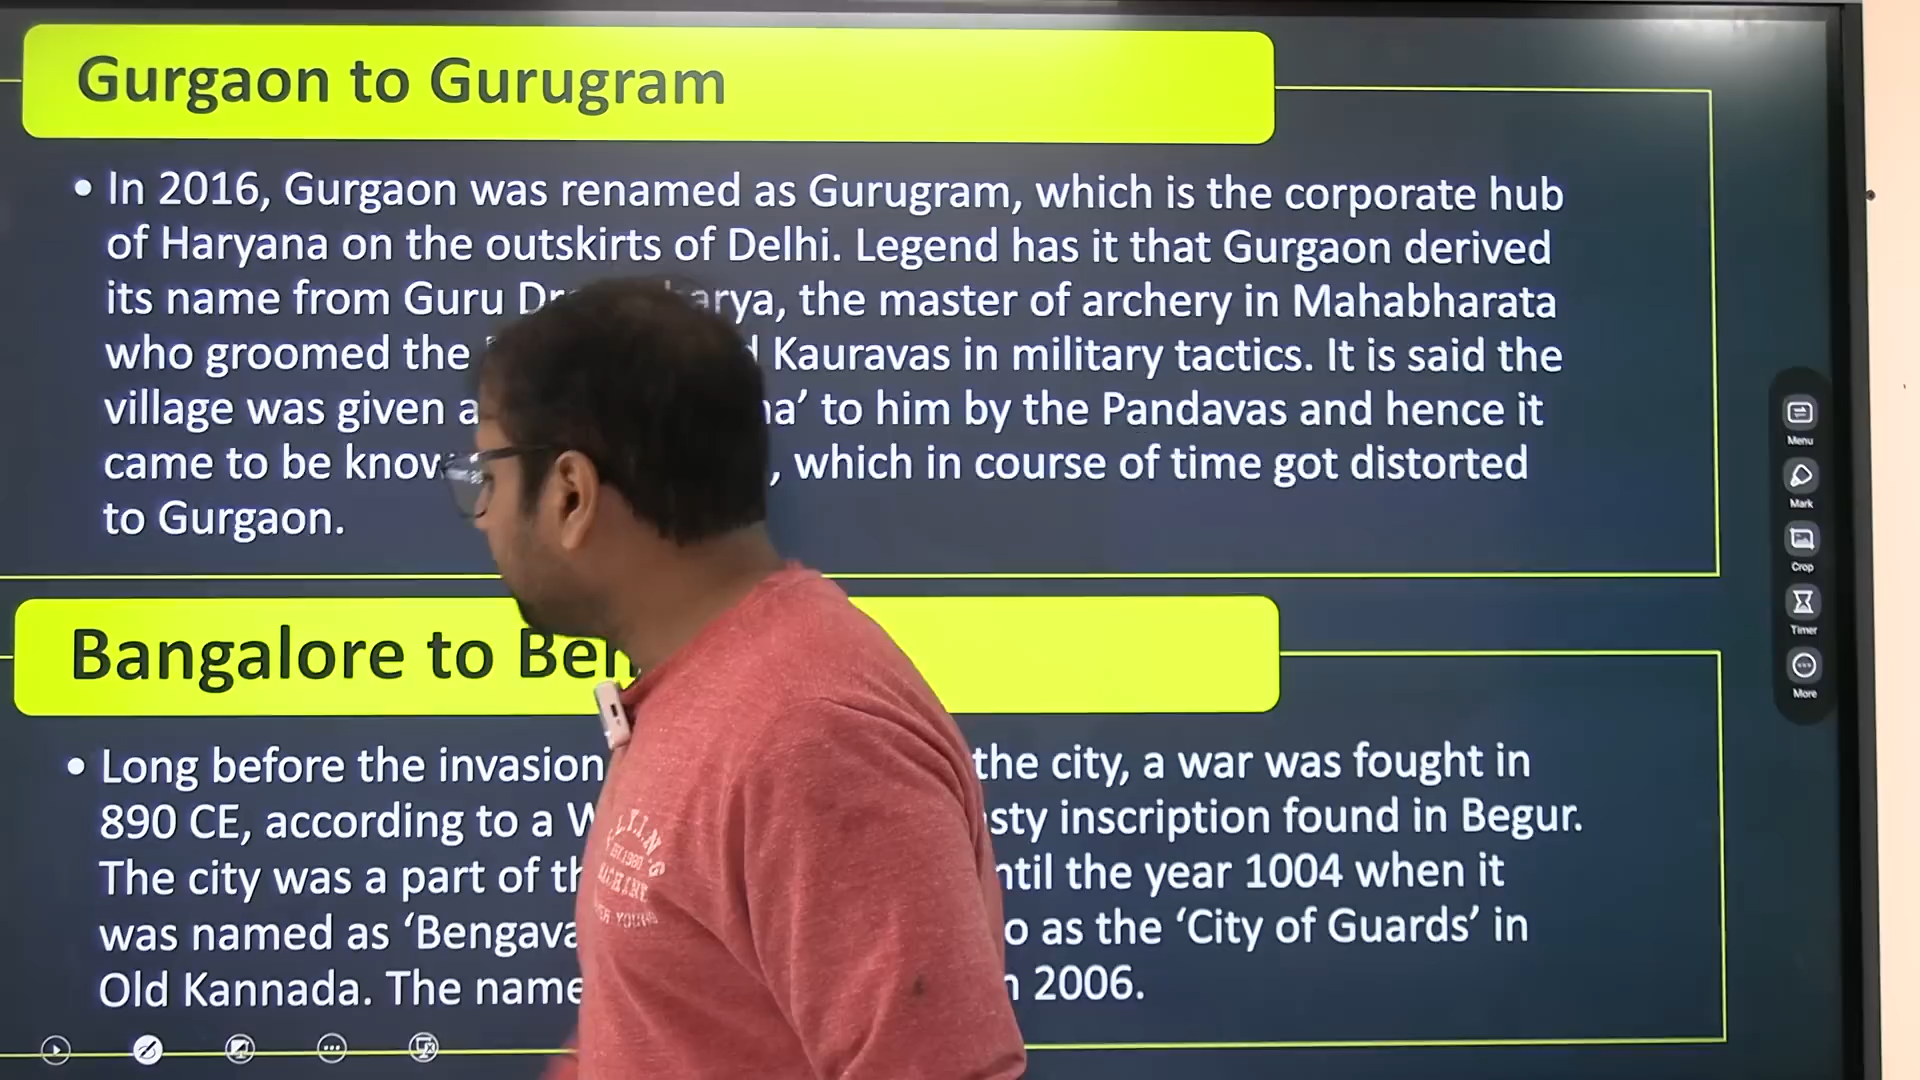 Gurgaon to Gurugram
• In 2016, Gurgaon was renamed as Gurugram, which is the corporate hub
of Haryana on the outskirts of Delhi. Legend has it that Gurgaon derived
its name from Guru the master of archery in Mahabharata
who groomed the Kauravas in military tactics. It is said the
village was given to him by the Pandavas and hence it
came to be , which in course of time got distorted
to Gurgaon.
Bangalore to
• Long before the invasion the city, a war was fought in
890 CE, according to a inscription found in Begur.
The city was a part of the year 1004 when it
was named as as the ‘City of Guards’ in
Old Kannada. The name 2006.
Menu
Mark
Crop
Timer
More